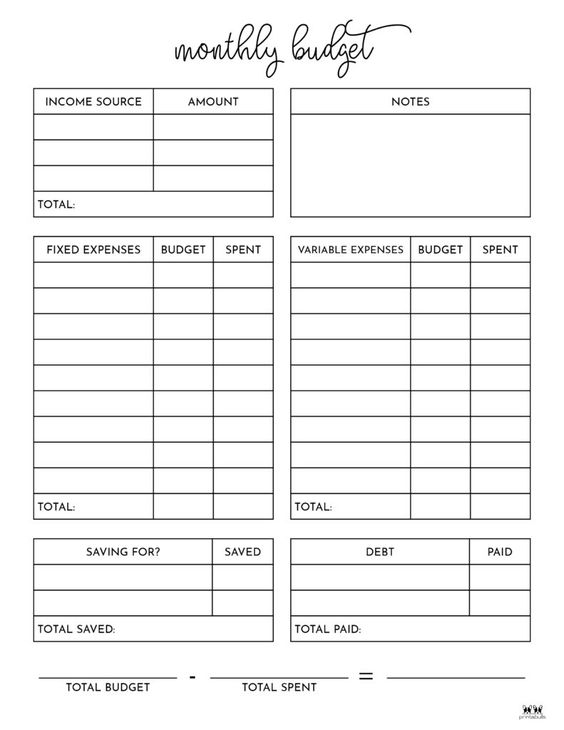 monthly budget
INCOME SOURCE AMOUNT
TOTAL:
NOTES
FIXED EXPENSES BUDGET SPENT
TOTAL:
VARIABLE EXPENSES BUDGET SPENT
TOTAL:
SAVING FOR? SAVED
TOTAL SAVED:
DEBT PAID
TOTAL PAID:
- =
TOTAL BUDGET TOTAL SPENT
printabulls